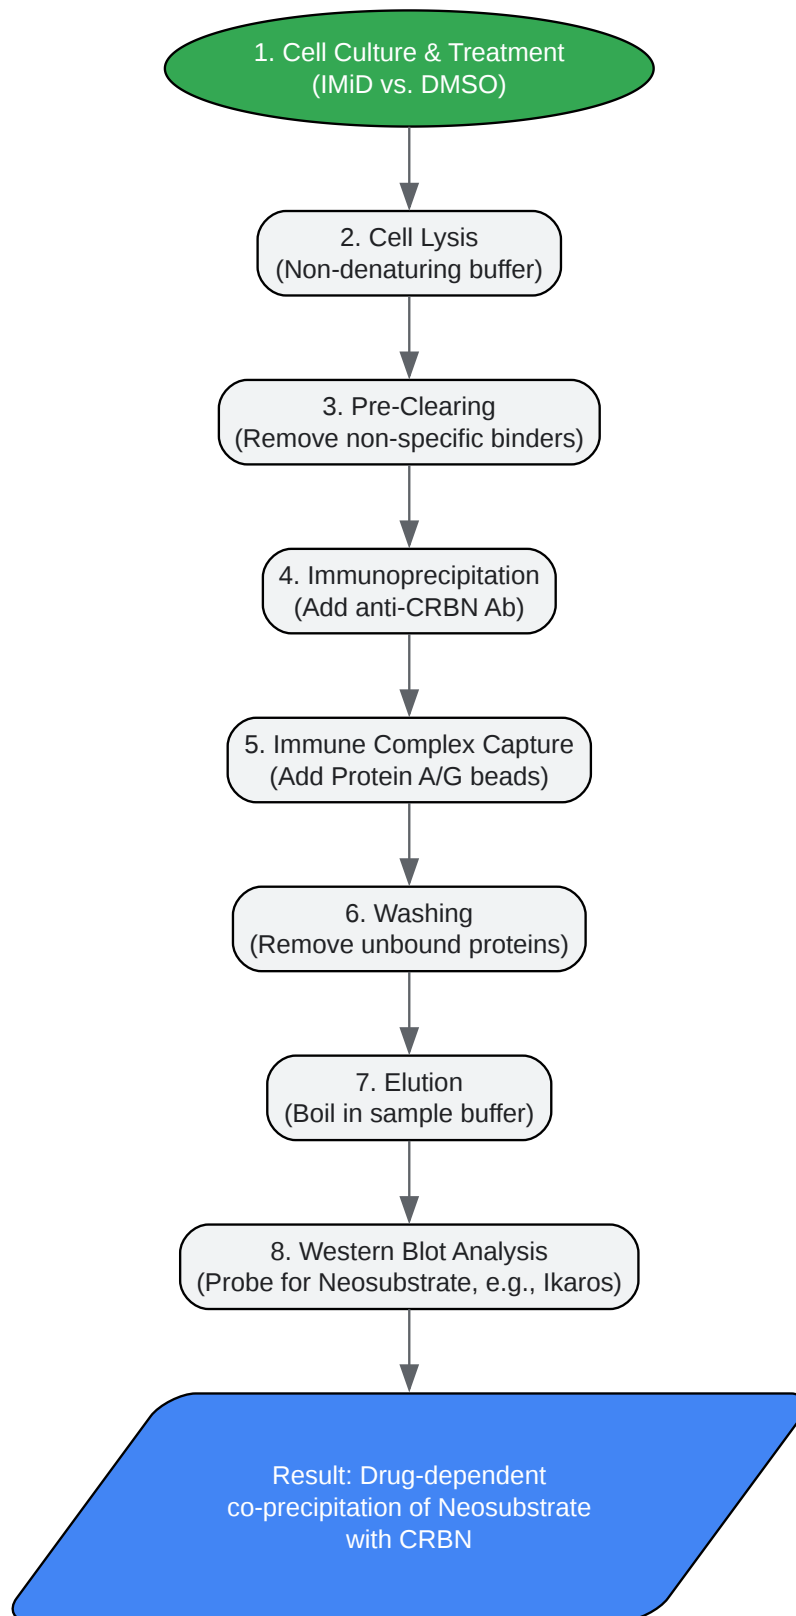 1. Cell Culture & Treatment
(IMiD vs. DMSO)
2. Cell Lysis
(Non-denaturing buffer)
3. Pre-Clearing
(Remove non-specific binders)
4. Immunoprecipitation
(Add anti-CRBN Ab)
5. Immune Complex Capture
(Add Protein A/G beads)
6. Washing
(Remove unbound proteins)
7. Elution
(Boil in sample buffer)
8. Western Blot Analysis
(Probe for Neosubstrate, e.g., Ikaros)
Result: Drug-dependent
co-precipitation of Neosubstrate
with CRBN